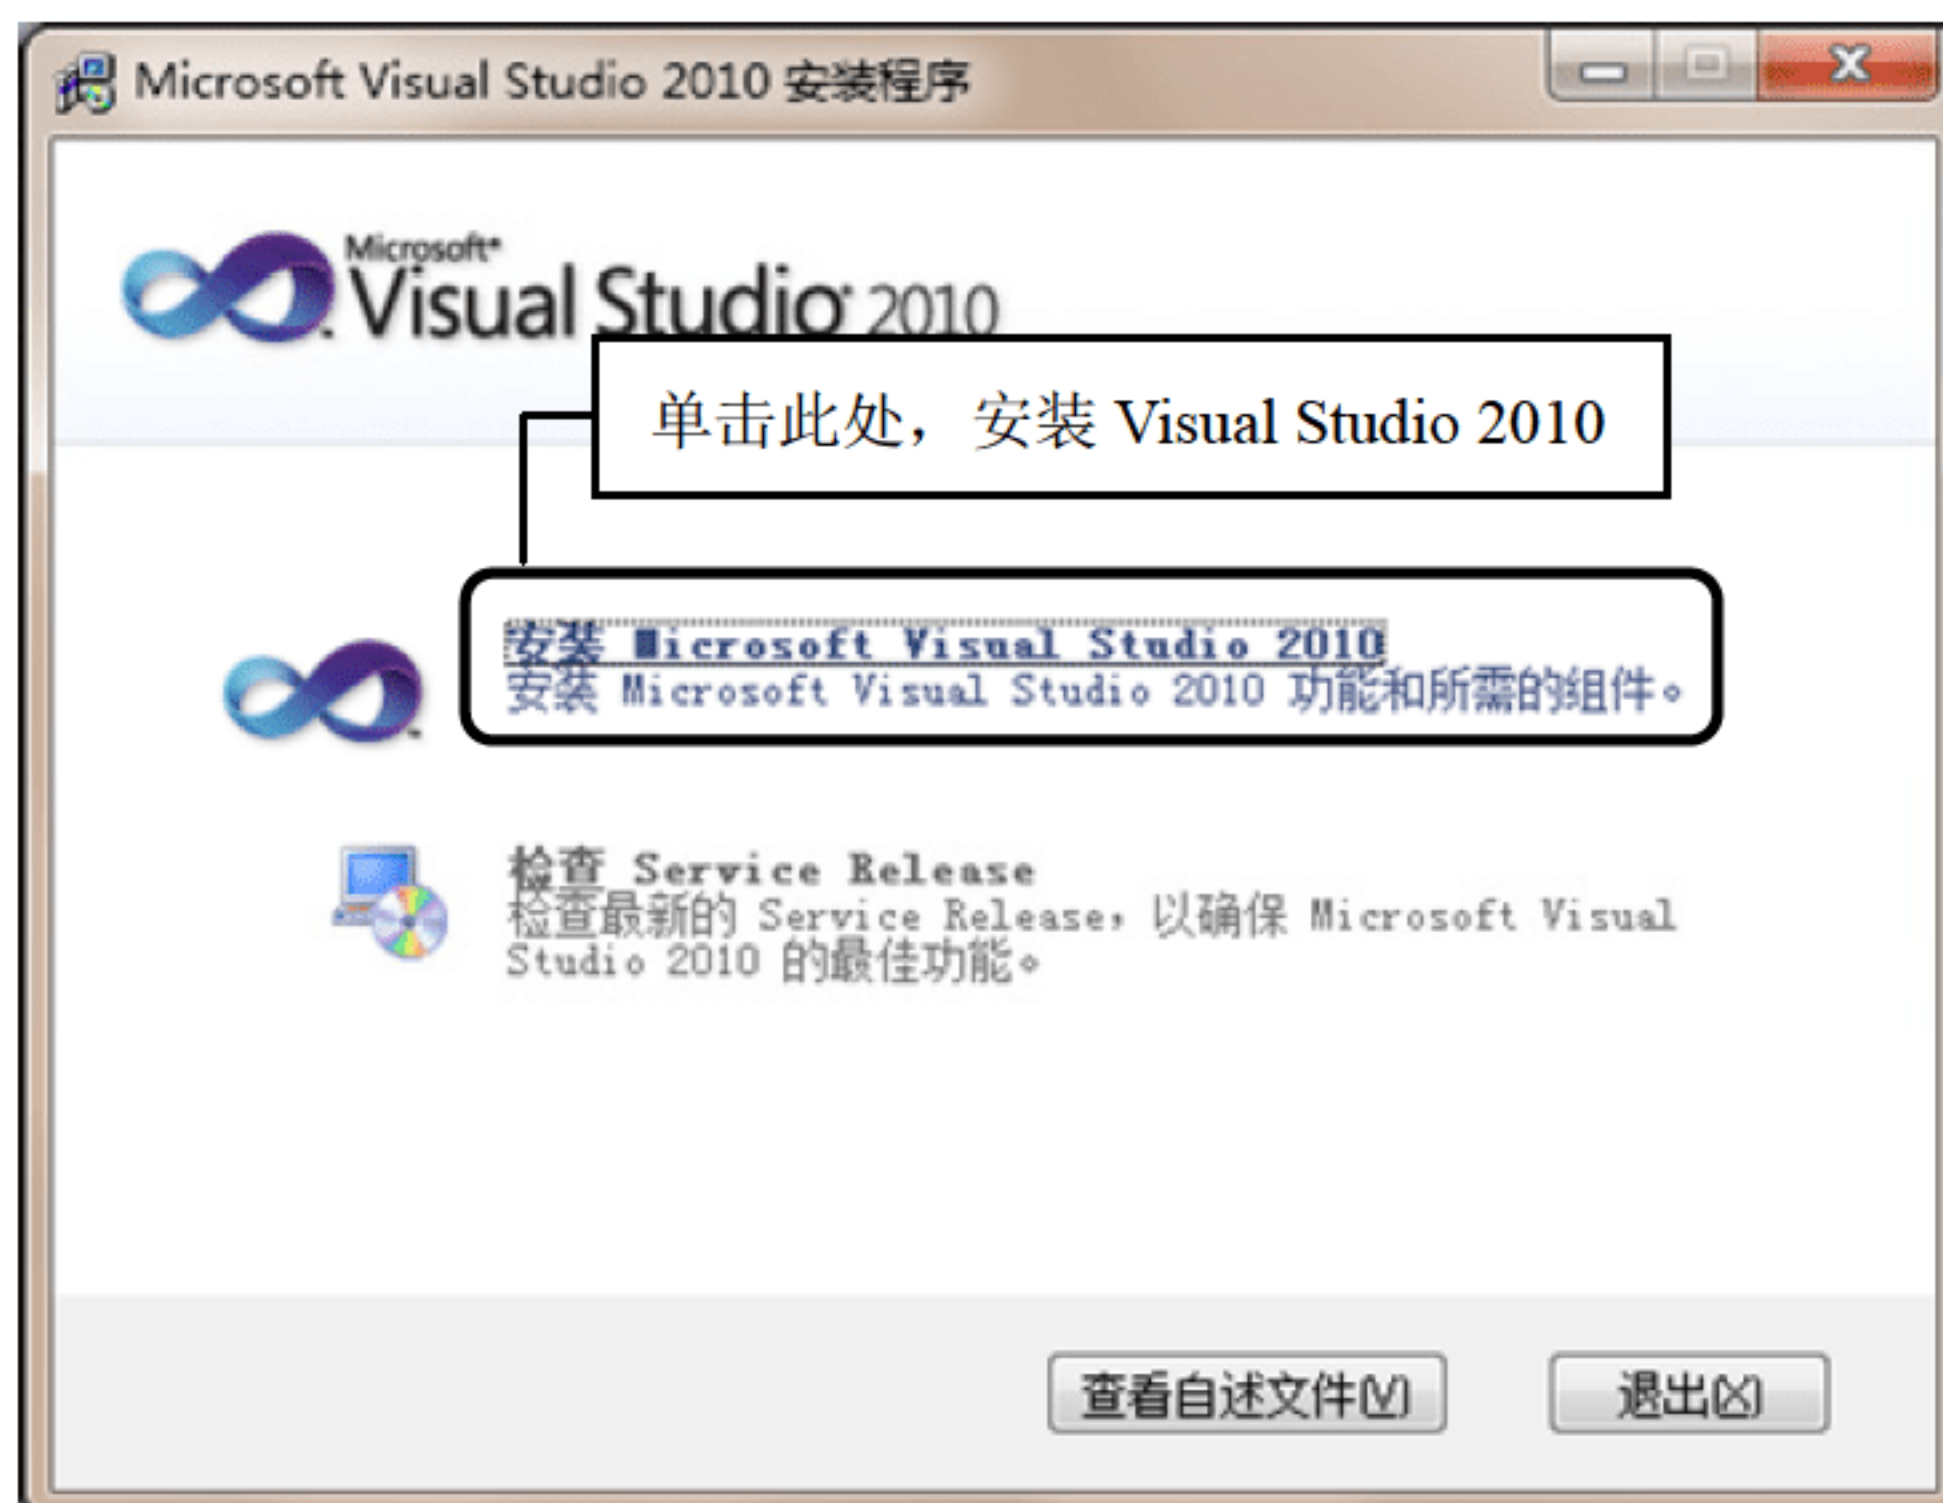 Microsoft Visual Studio 2010 安装程序
Microsoft
Visual Studio 2010
单击此处，安装 Visual Studio 2010
安装 Microsoft Visual Studio 2010
安装 Microsoft Visual Studio 2010 功能和所需的组件。
检查 Service Release
检查最新的 Service Release，以确保 Microsoft Visual
Studio 2010 的最佳功能。
查看自述文件(V)
退出(X)